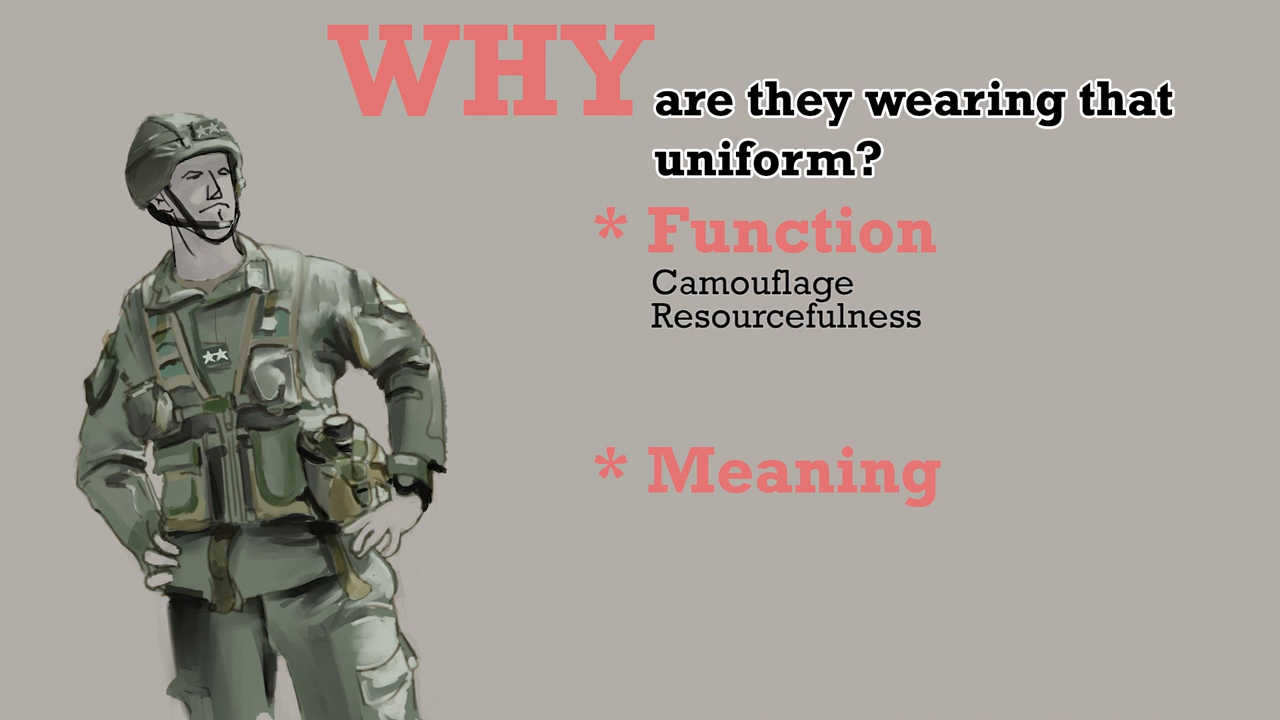 WHY are they wearing that
uniform?
* Function
Camouflage
Resourcefulness
* Meaning